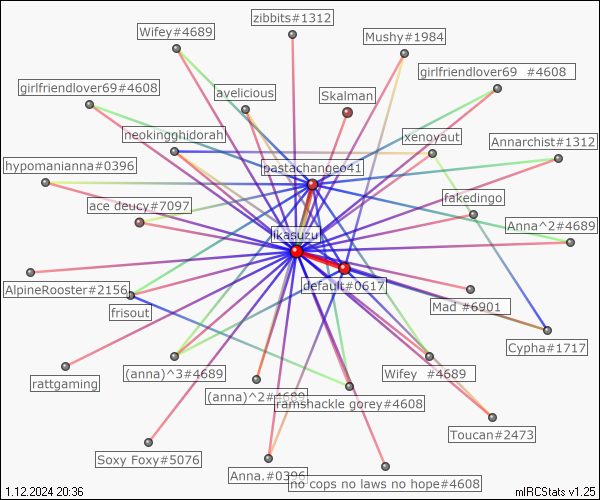 zibbits#1312
Wifey#4689
Mushy#1984
girlfriendlover69 #4608
girlfriendlover69#4608
avelicious
Skalman
neokingghidorah
xenoyaut
Annarchist#1312
hypomanianna#0396
pastachangeo41
fakedingo
ace deucy#7097
Anna^2#4689
ikasuzu
default#0617
AlpineRooster#2156
Mad #6901
frisout
Cypha#1717
(anna)^3#4689
Wifey #4689
rattgaming
(anna)^2#4689
ramshackle gorey#4608
Toucan#2473
Soxy Foxy#5076
Anna.#0396
no cops no laws no hope#4608
1.12.2024 20:36
mIRCStats v1.25